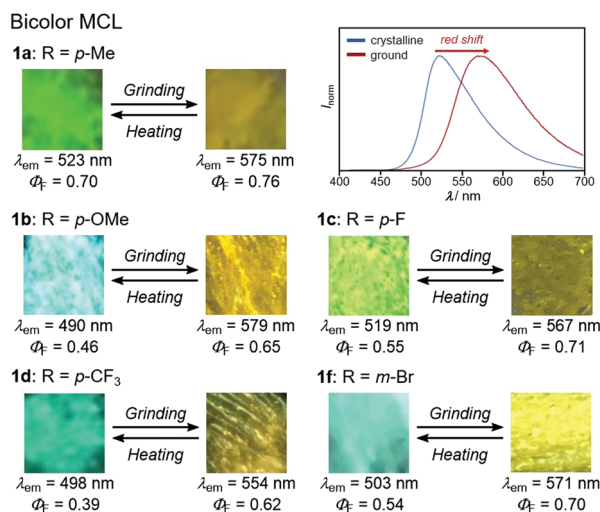 Bicolor MCL
1a: R = p-Me
Grinding
Heating
λem = 523 nm
ΦF = 0.70
λem = 575 nm
ΦF = 0.76
crystalline
ground
red shift
Inorm
400 450 500 550 600 650 700
λ/ nm
1b: R = p-OMe
Grinding
Heating
λem = 490 nm
ΦF = 0.46
λem = 579 nm
ΦF = 0.65
1c: R = p-F
Grinding
Heating
λem = 519 nm
ΦF = 0.55
λem = 567 nm
ΦF = 0.71
1d: R = p-CF3
Grinding
Heating
λem = 498 nm
ΦF = 0.39
λem = 554 nm
ΦF = 0.62
1f: R = m-Br
Grinding
Heating
λem = 503 nm
ΦF = 0.54
λem = 571 nm
ΦF = 0.70